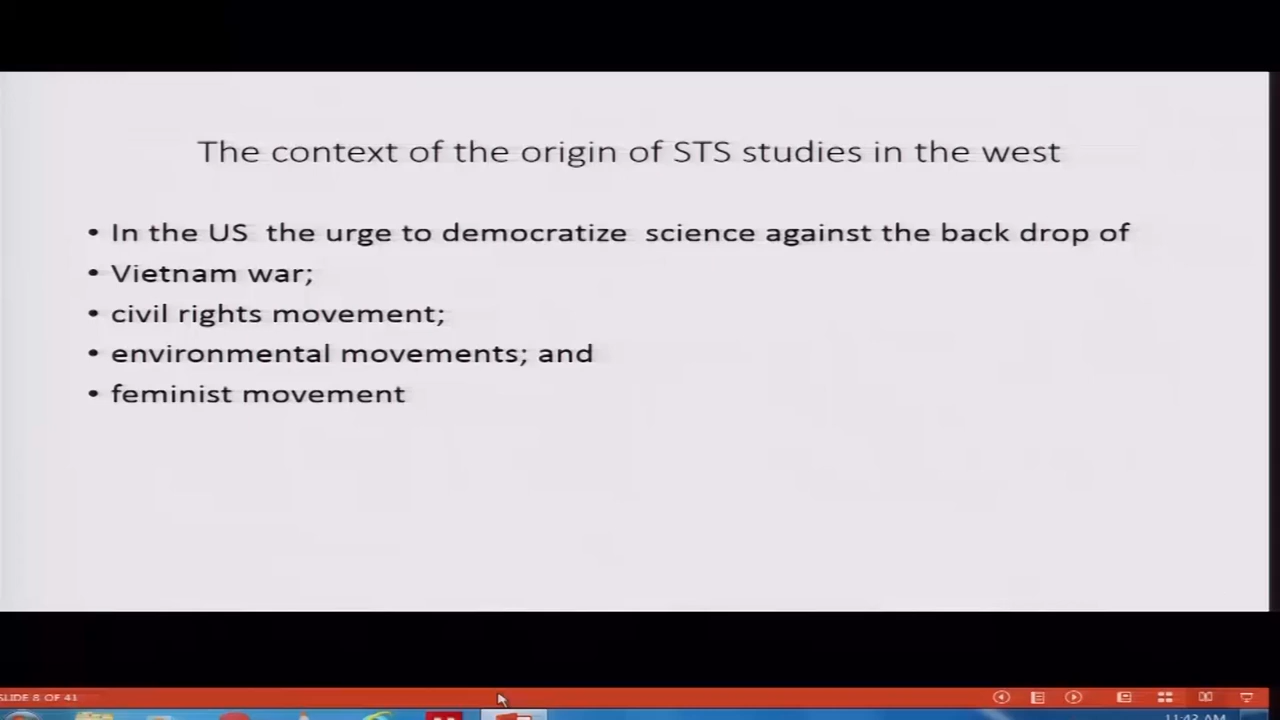 The context of the origin of STS studies in the west
• In the US the urge to democratize science against the back drop of
• Vietnam war;
• civil rights movement;
• environmental movements; and
• feminist movement
SLIDE 8 OF 41
11:43 AM